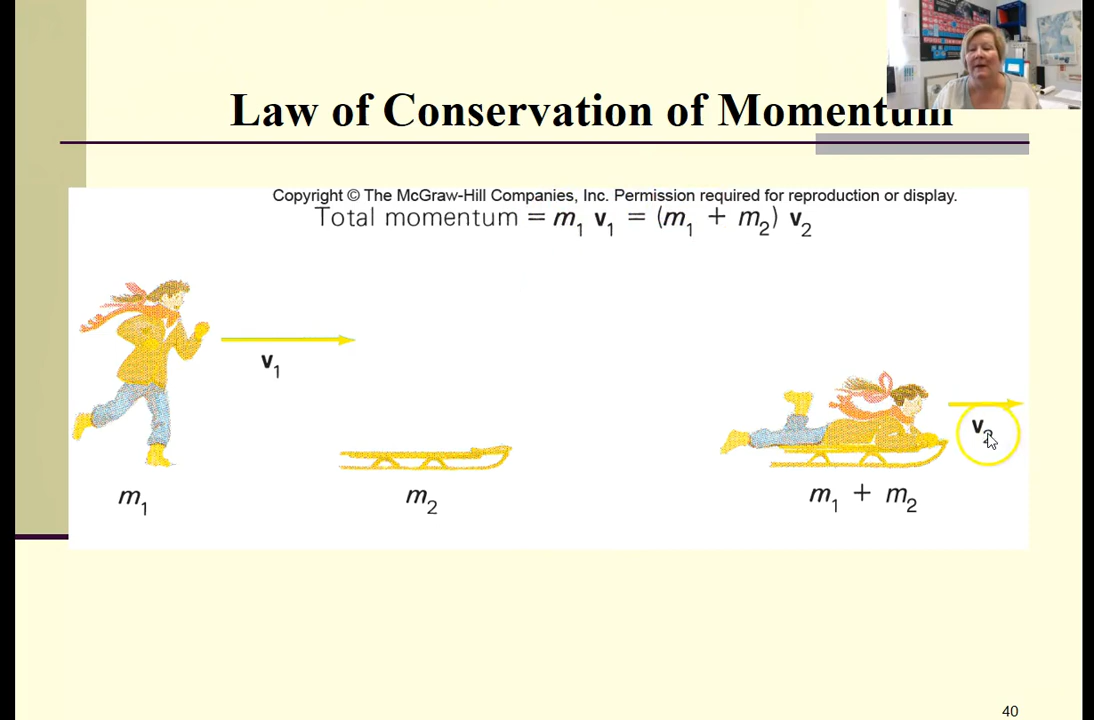 Law of Conservation of Momentum
Copyright © The McGraw-Hill Companies, Inc. Permission required for reproduction or display.
Total momentum = m₁ v₁ = (m₁ + m₂) v₂
v₁
v₂
m₁
m₂
m₁ + m₂
40